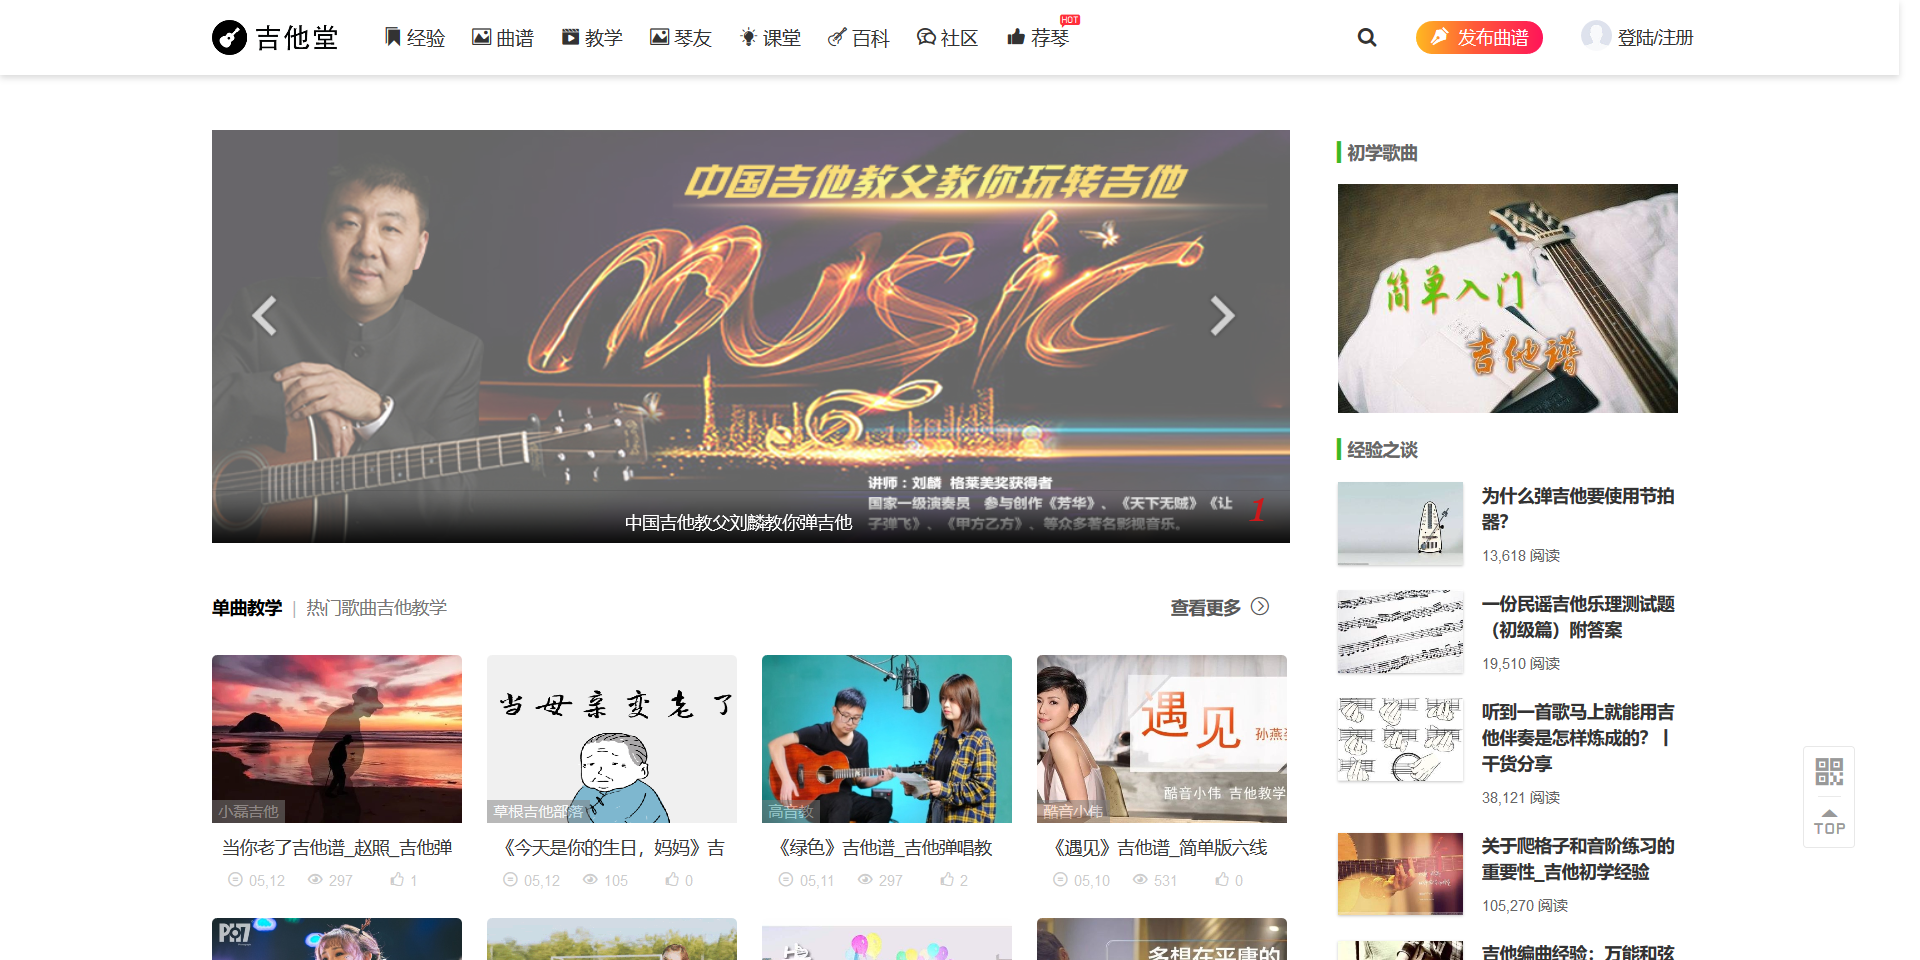 吉他堂
经验
曲谱
教学
琴友
课堂
百科
社区
荐琴
HOT
发布曲谱
登陆/注册
中国吉他教父教你玩转吉他
music
讲师：刘麟 格莱美奖获得者
国家一级演奏员 参与创作《芳华》、《天下无贼》《让
子弹飞》、《甲方乙方》、等众多著名影视音乐。
中国吉他教父刘麟教你弹吉他
1
初学歌曲
简单入门
吉他谱
经验之谈
为什么弹吉他要使用节拍
器？
13,618 阅读
一份民谣吉他乐理测试题
（初级篇）附答案
19,510 阅读
听到一首歌马上就能用吉
他伴奏是怎样炼成的？丨
干货分享
38,121 阅读
关于爬格子和音阶练习的
重要性_吉他初学经验
105,270 阅读
吉他编曲经验：万能和弦
单曲教学 | 热门歌曲吉他教学
查看更多
小磊吉他
当你老了吉他谱_赵照_吉他弹
05,12 297 1
当母亲变老了
草根吉他部落
《今天是你的生日，妈妈》吉
05,12 105 0
高音教
《绿色》吉他谱_吉他弹唱教
05,11 297 2
遇见
孙燕
酷音小伟 吉他教学
酷音小伟
《遇见》吉他谱_简单版六线
05,10 531 0
多想在平庸的
TOP